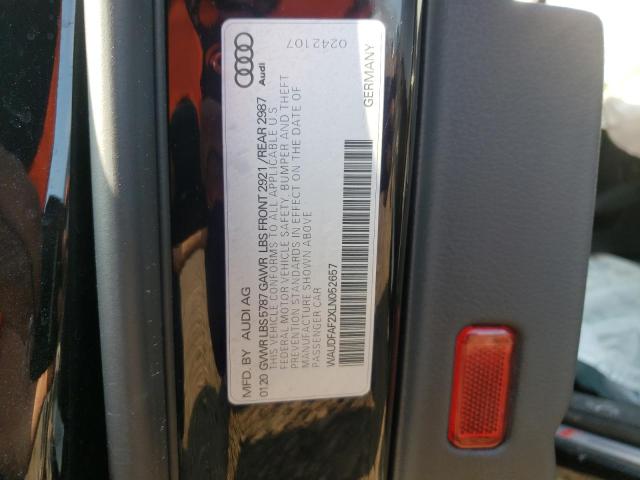 MFD. BY AUDI AG
01.20 GVWR LBS 5787 GAWR LBS FRONT 2921 / REAR 2987
THIS VEHICLE CONFORMS TO ALL APPLICABLE U S
FEDERAL MOTOR VEHICLE SAFETY, BUMPER AND THEFT
PREVENTION STANDARDS IN EFFECT ON THE DATE OF
MANUFACTURE SHOWN ABOVE
PASSENGER CAR
WAUDFAF2XLN052657
GERMANY
Audi
0242107